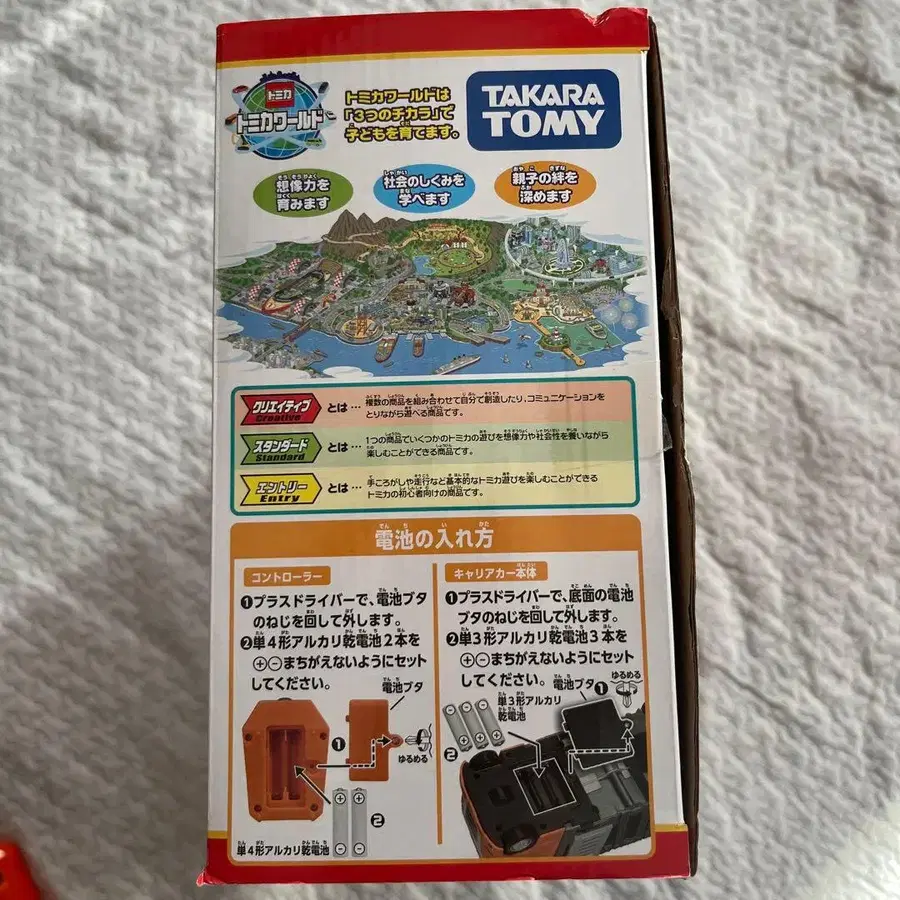 トミカ
トミカワールド
トミカワールドは
「3つのチカラ」で
子どもを育てます。
TAKARA
TOMY
想像力を
育みます
社会のしくみを
学べます
親子の絆を
深めます
クリエイティブ
Creative
とは…
複数の商品を組み合わせて自分で創造したり、コミュニケーションを
とりながら遊べる商品です。
スタンダード
Standard
とは…
1つの商品でいくつかのトミカの遊びを想像力や社会性を養いながら
楽しむことができる商品です。
エントリー
Entry
とは…
手ころがしや走行など基本的なトミカ遊びを楽しむことができる
トミカの初心者向けの商品です。
電池の入れ方
コントローラー
❶プラスドライバーで、電池ブタ
のねじを回して外します。
❷単4形アルカリ乾電池2本を
⊕⊖まちがえないようにセット
してください。
電池ブタ
❶
ゆるめる
❷
単4形アルカリ乾電池
キャリアカー本体
❶プラスドライバーで、底面の電池
ブタのねじを回して外します。
❷単3形アルカリ乾電池3本を
⊕⊖まちがえないようにセット
してください。
電池ブタ
❶
ゆるめる
単3形アルカリ
乾電池
❷